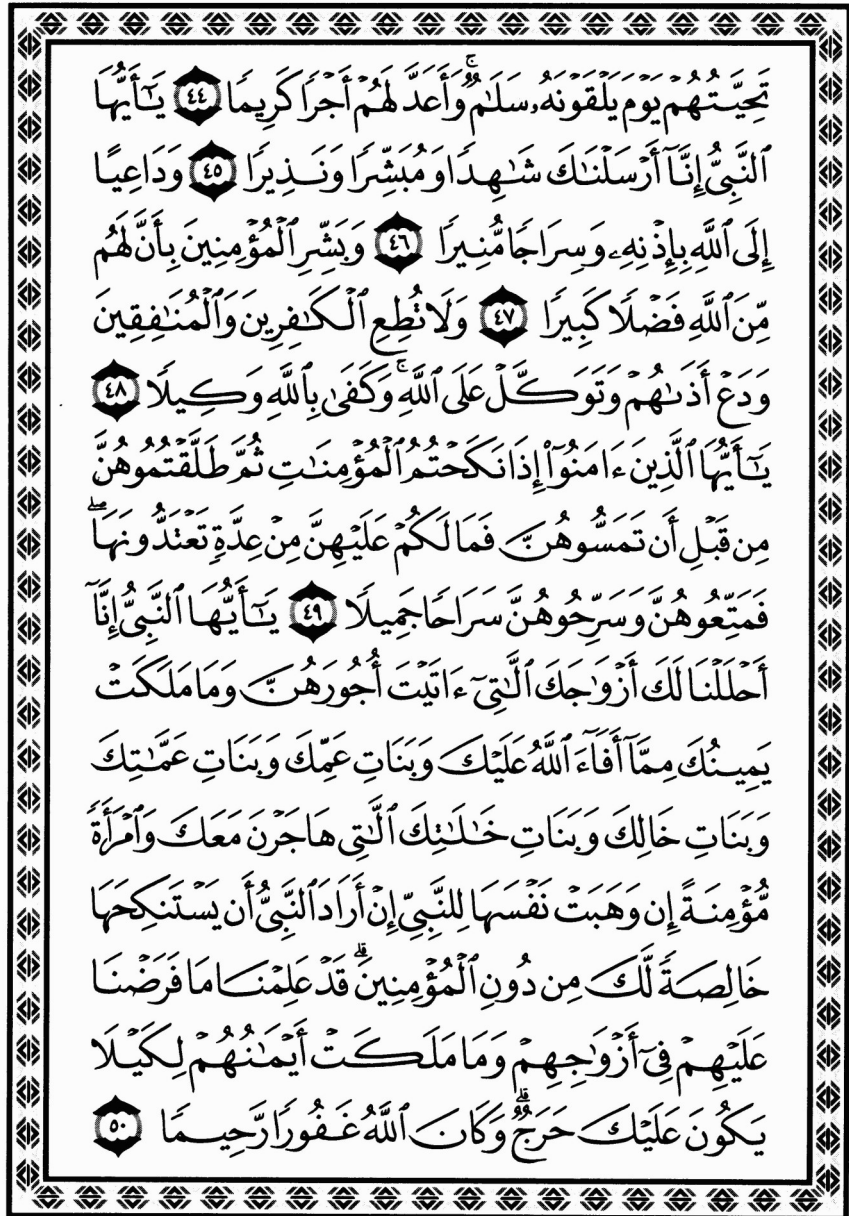 تَحِيَّتُهُمْ يَوْمَ يَلْقَوْنَهُۥ سَلَٰمٌ ۚ وَأَعَدَّ لَهُمْ أَجْرًا كَرِيمًا ٤٤ يَٰٓأَيُّهَا
ٱلنَّبِىُّ إِنَّآ أَرْسَلْنَٰكَ شَٰهِدًا وَمُبَشِّرًا وَنَذِيرًا ٤٥ وَدَاعِيًا
إِلَى ٱللَّهِ بِإِذْنِهِۦ وَسِرَاجًا مُّنِيرًا ٤٦ وَبَشِّرِ ٱلْمُؤْمِنِينَ بِأَنَّ لَهُم
مِّنَ ٱللَّهِ فَضْلًا كَبِيرًا ٤٧ وَلَا تُطِعِ ٱلْكَٰفِرِينَ وَٱلْمُنَٰفِقِينَ
وَدَعْ أَذَىٰهُمْ وَتَوَكَّلْ عَلَى ٱللَّهِ ۚ وَكَفَىٰ بِٱللَّهِ وَكِيلًا ٤٨
يَٰٓأَيُّهَا ٱلَّذِينَ ءَامَنُوٓا۟ إِذَا نَكَحْتُمُ ٱلْمُؤْمِنَٰتِ ثُمَّ طَلَّقْتُمُوهُنَّ
مِن قَبْلِ أَن تَمَسُّوهُنَّ فَمَا لَكُمْ عَلَيْهِنَّ مِنْ عِدَّةٍ تَعْتَدُّونَهَا ۖ
فَمَتِّعُوهُنَّ وَسَرِّحُوهُنَّ سَرَاحًا جَمِيلًا ٤٩ يَٰٓأَيُّهَا ٱلنَّبِىُّ إِنَّآ
أَحْلَلْنَا لَكَ أَزْوَٰجَكَ ٱلَّٰتِىٓ ءَاتَيْتَ أُجُورَهُنَّ وَمَا مَلَكَتْ
يَمِينُكَ مِمَّآ أَفَآءَ ٱللَّهُ عَلَيْكَ وَبَنَاتِ عَمِّكَ وَبَنَاتِ عَمَّٰتِكَ
وَبَنَاتِ خَالِكَ وَبَنَاتِ خَٰلَٰتِكَ ٱلَّٰتِى هَاجَرْنَ مَعَكَ وَٱمْرَأَةً
مُّؤْمِنَةً إِن وَهَبَتْ نَفْسَهَا لِلنَّبِىِّ إِنْ أَرَادَ ٱلنَّبِىُّ أَن يَسْتَنكِحَهَا
خَالِصَةً لَّكَ مِن دُونِ ٱلْمُؤْمِنِينَ ۗ قَدْ عَلِمْنَا مَا فَرَضْنَا
عَلَيْهِمْ فِىٓ أَزْوَٰجِهِمْ وَمَا مَلَكَتْ أَيْمَٰنُهُمْ لِكَيْلَا
يَكُونَ عَلَيْكَ حَرَجٌ ۗ وَكَانَ ٱللَّهُ غَفُورًا رَّحِيمًا ٥٠